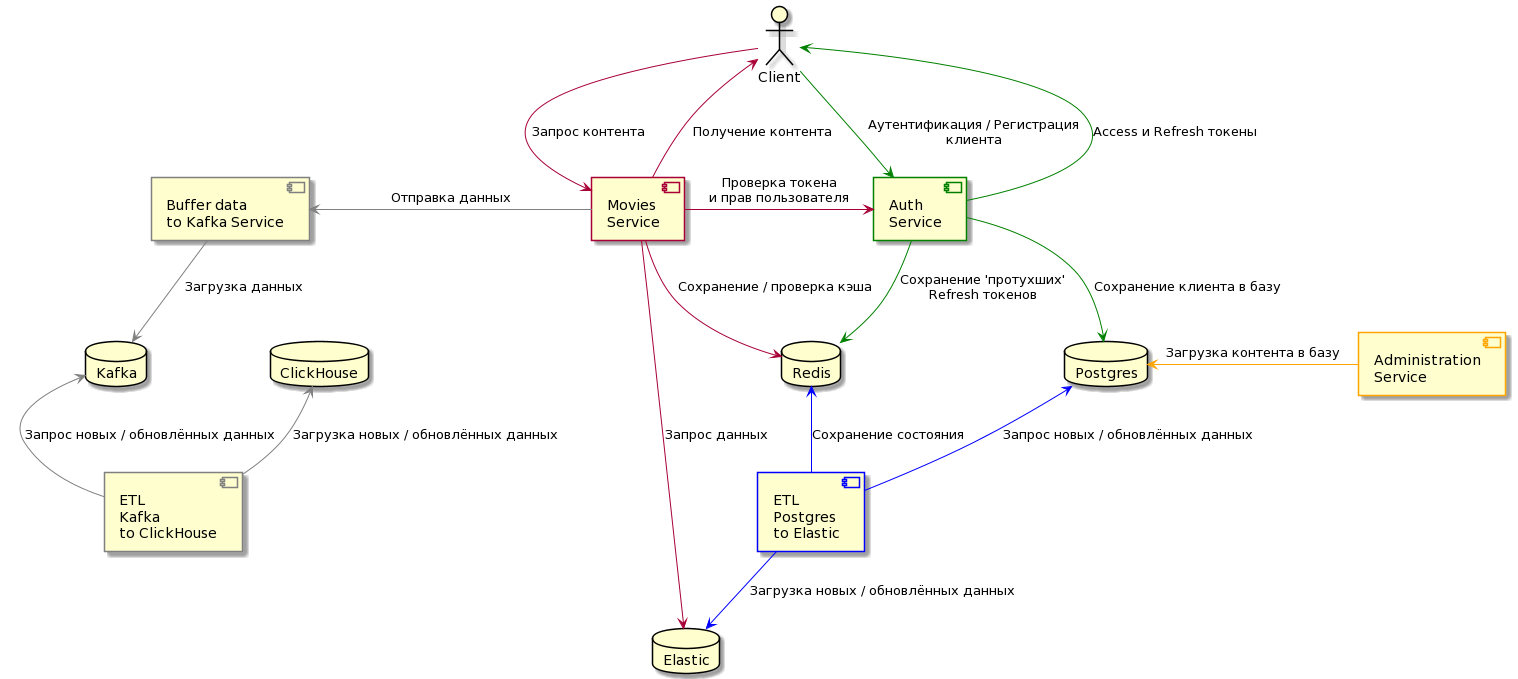 Client
Запрос контента
Получение контента
Аутентификация / Регистрация
клиента
Access и Refresh токены
Buffer data
to Kafka Service
Отправка данных
Movies
Service
Проверка токена
и прав пользователя
Auth
Service
Загрузка данных
Сохранение / проверка кэша
Сохранение 'протухших'
Refresh токенов
Сохранение клиента в базу
Kafka
ClickHouse
Redis
Postgres
Загрузка контента в базу
Administration
Service
Запрос новых / обновлённых данных
Загрузка новых / обновлённых данных
Запрос данных
Сохранение состояния
Запрос новых / обновлённых данных
ETL
Kafka
to ClickHouse
ETL
Postgres
to Elastic
Загрузка новых / обновлённых данных
Elastic